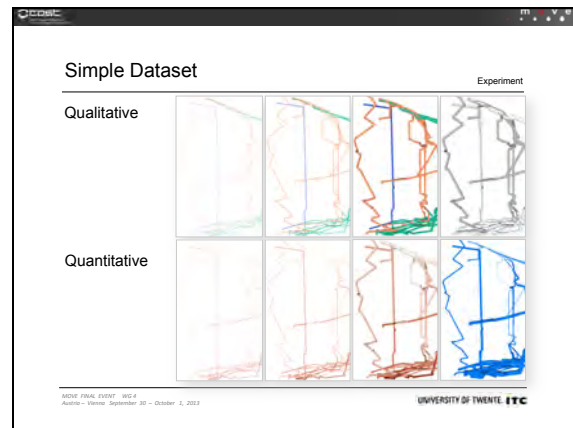 cost
m o v e
Simple Dataset
Experiment
Qualitative
Quantitative
MOVE FINAL EVENT WG 4
Austria – Vienna September 30 – October 1, 2013
UNIVERSITY OF TWENTE. ITC